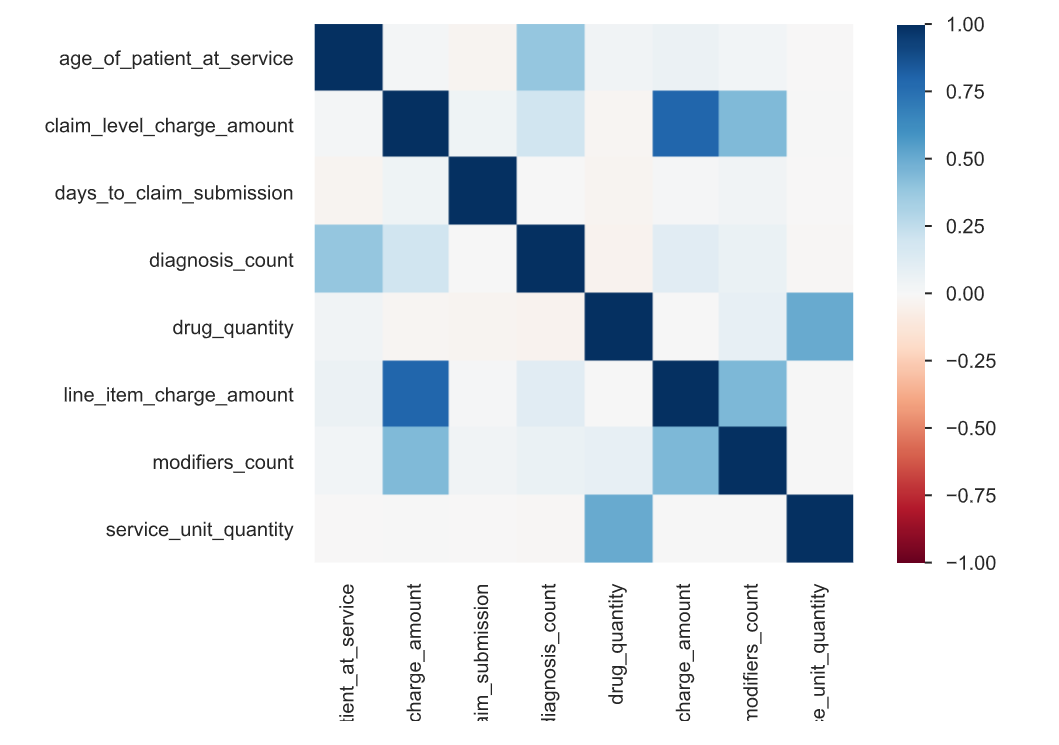 age_of_patient_at_service
claim_level_charge_amount
days_to_claim_submission
diagnosis_count
drug_quantity
line_item_charge_amount
modifiers_count
service_unit_quantity
1.00
0.75
0.50
0.25
0.00
−0.25
−0.50
−0.75
−1.00
tient_at_service
charge_amount
aim_submission
diagnosis_count
drug_quantity
charge_amount
modifiers_count
e_unit_quantity